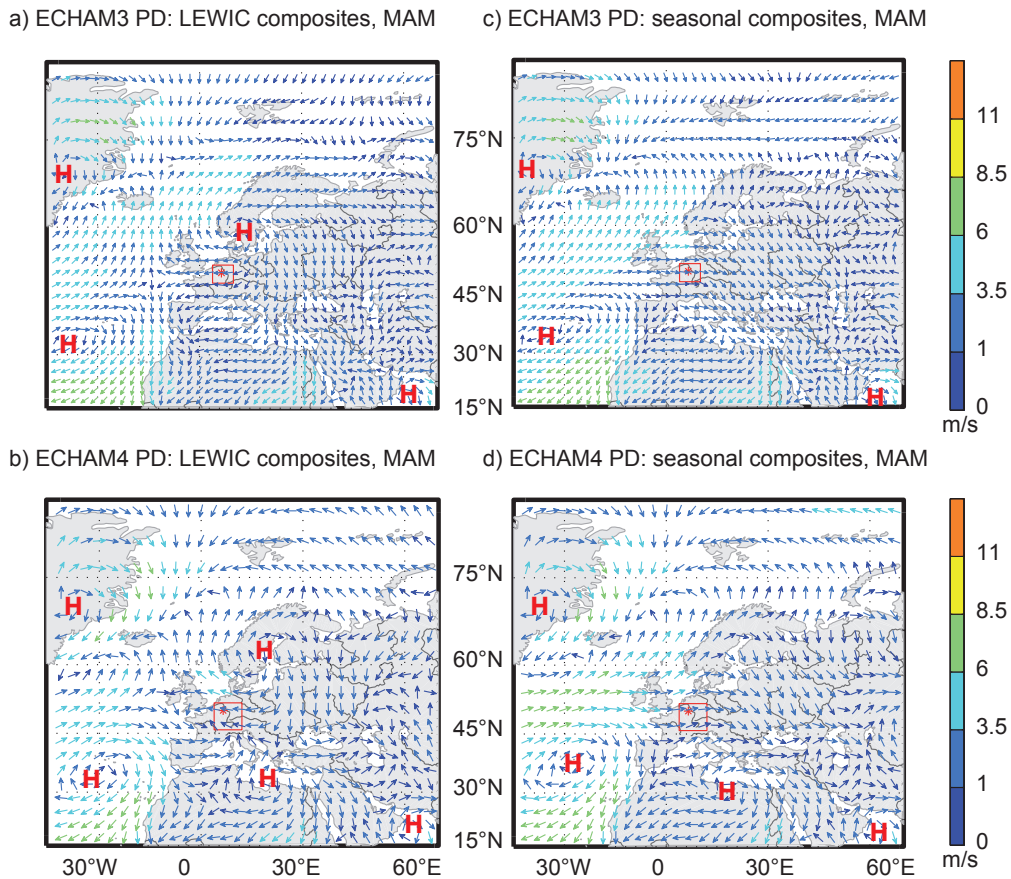 a) ECHAM3 PD: LEWIC composites, MAM
c) ECHAM3 PD: seasonal composites, MAM
H
H
H
H
75°N
60°N
45°N
30°N
15°N
H
H
H
11
8.5
6
3.5
1
0
m/s
b) ECHAM4 PD: LEWIC composites, MAM
d) ECHAM4 PD: seasonal composites, MAM
H
H
H
H
H
75°N
60°N
45°N
30°N
15°N
H
H
H
H
11
8.5
6
3.5
1
0
m/s
30°W
0
30°E
60°E
30°W
0
30°E
60°E